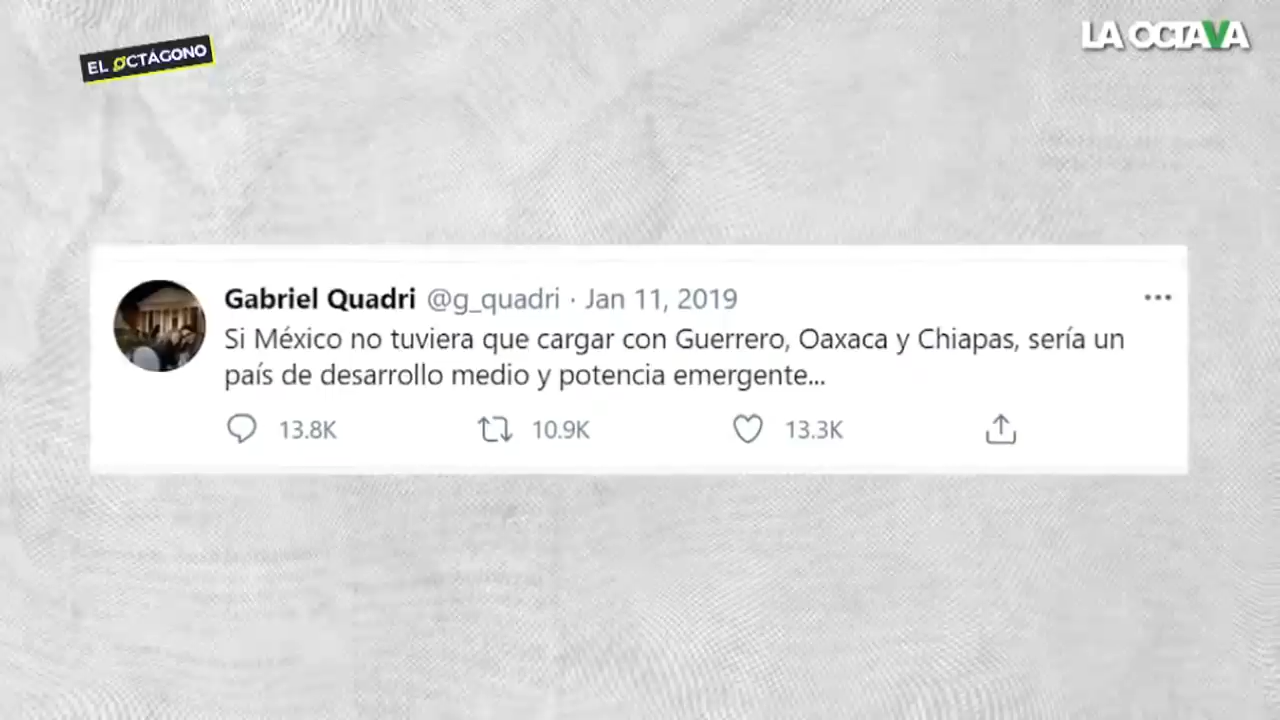 EL OCTÁGONO
LA OCTAVA
Gabriel Quadri @g_quadri · Jan 11, 2019
Si México no tuviera que cargar con Guerrero, Oaxaca y Chiapas, sería un
país de desarrollo medio y potencia emergente...
13.8K 10.9K 13.3K